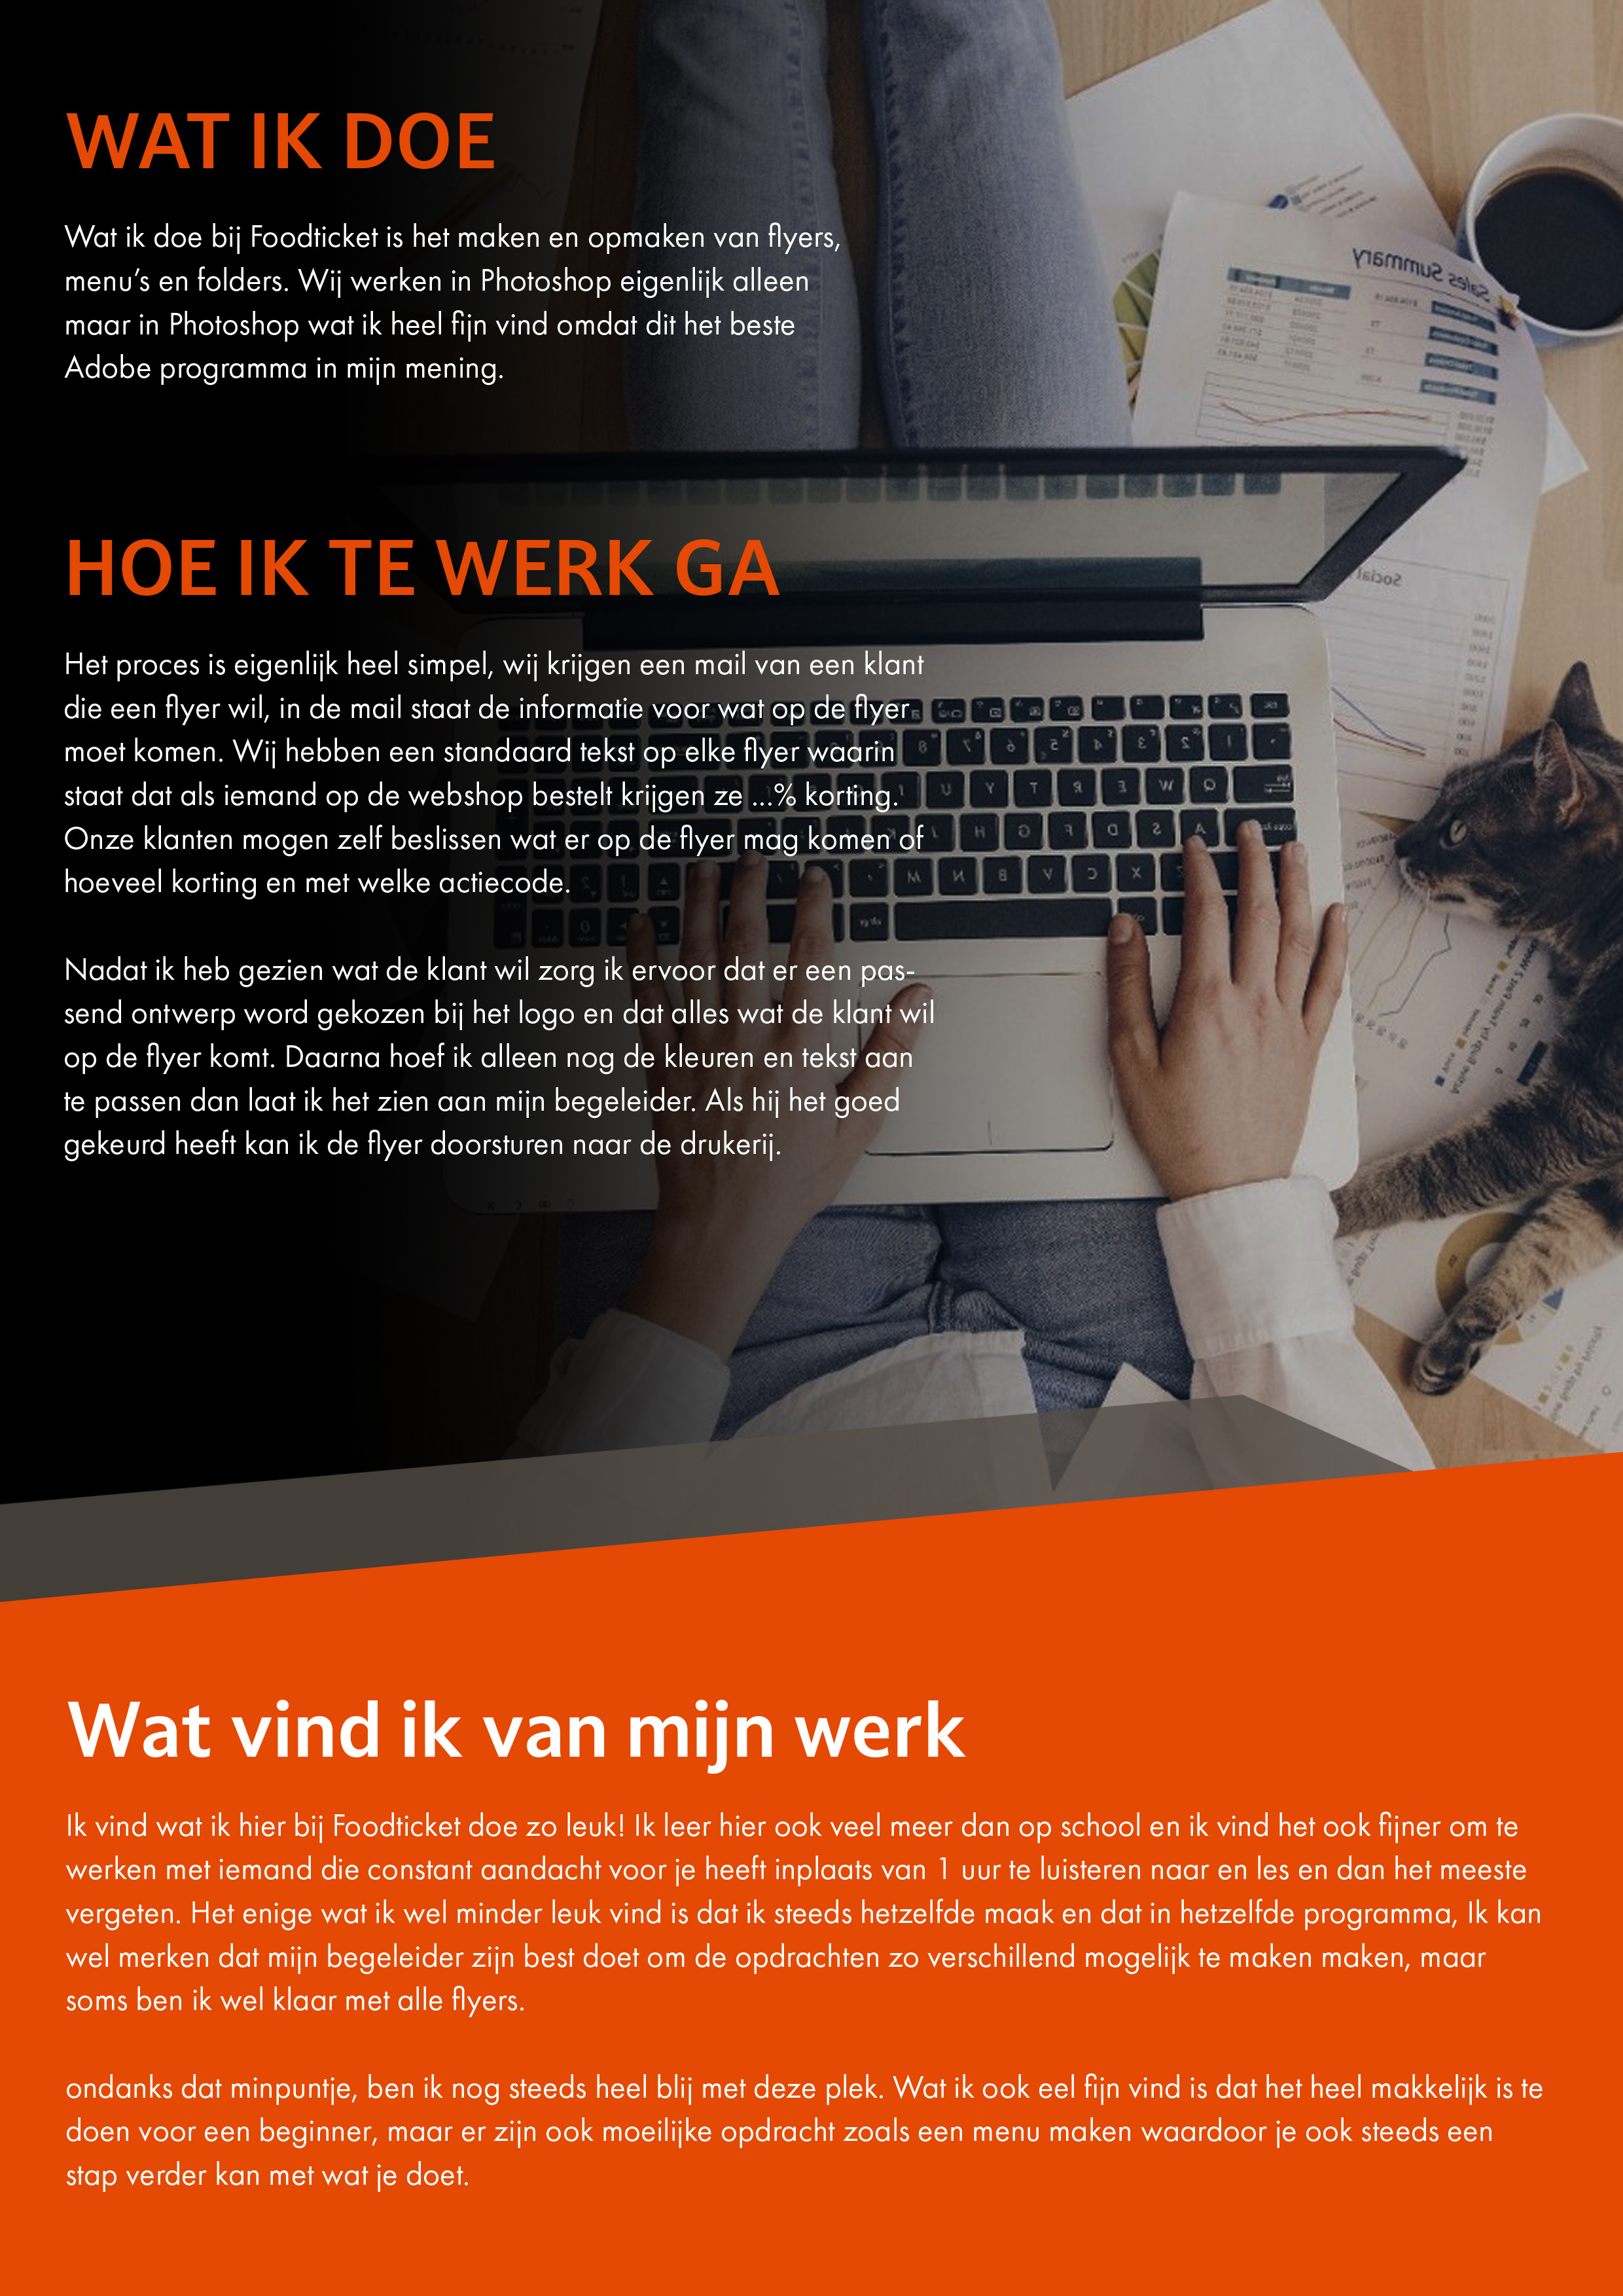 WAT IK DOE
Wat ik doe bij Foodticket is het maken en opmaken van flyers,
menu’s en folders. Wij werken in Photoshop eigenlijk alleen
maar in Photoshop wat ik heel fijn vind omdat dit het beste
Adobe programma in mijn mening.
HOE IK TE WERK GA
Het proces is eigenlijk heel simpel, wij krijgen een mail van een klant
die een flyer wil, in de mail staat de informatie voor wat op de flyer
moet komen. Wij hebben een standaard tekst op elke flyer waarin
staat dat als iemand op de webshop bestelt krijgen ze ...% korting.
Onze klanten mogen zelf beslissen wat er op de flyer mag komen of
hoeveel korting en met welke actiecode.
Nadat ik heb gezien wat de klant wil zorg ik ervoor dat er een pas-
send ontwerp word gekozen bij het logo en dat alles wat de klant wil
op de flyer komt. Daarna hoef ik alleen nog de kleuren en tekst aan
te passen dan laat ik het zien aan mijn begeleider. Als hij het goed
gekeurd heeft kan ik de flyer doorsturen naar de drukerij.
Sales Summary
Social
Wat vind ik van mijn werk
Ik vind wat ik hier bij Foodticket doe zo leuk! Ik leer hier ook veel meer dan op school en ik vind het ook fijner om te
werken met iemand die constant aandacht voor je heeft inplaats van 1 uur te luisteren naar en les en dan het meeste
vergeten. Het enige wat ik wel minder leuk vind is dat ik steeds hetzelfde maak en dat in hetzelfde programma, Ik kan
wel merken dat mijn begeleider zijn best doet om de opdrachten zo verschillend mogelijk te maken maken, maar
soms ben ik wel klaar met alle flyers.
ondanks dat minpuntje, ben ik nog steeds heel blij met deze plek. Wat ik ook eel fijn vind is dat het heel makkelijk is te
doen voor een beginner, maar er zijn ook moeilijke opdracht zoals een menu maken waardoor je ook steeds een
stap verder kan met wat je doet.